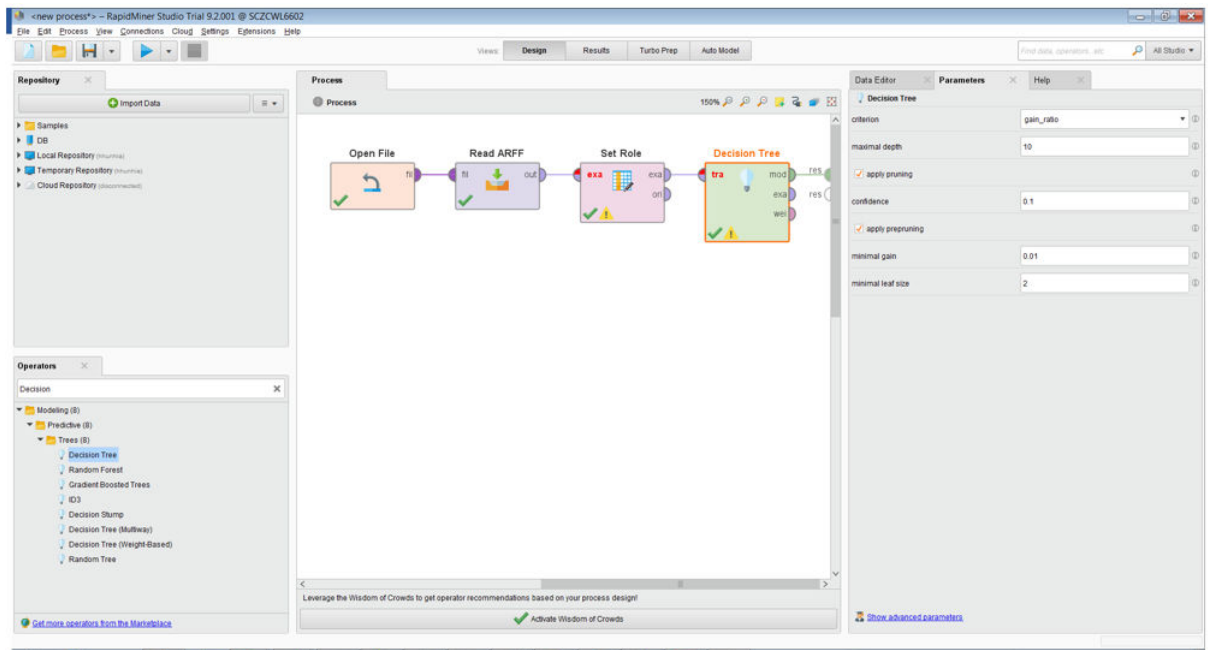 <new process*> – RapidMiner Studio Trial 9.2.001 @ SCZCWL6602
File Edit Process View Connections Cloud Settings Extensions Help
Views: Design Results Turbo Prep Auto Model
Find data, operators...etc
All Studio
Repository
Import Data
Samples
DB
Local Repository
Temporary Repository
Cloud Repository (disconnected)
Operators
Decision
Modeling (8)
Predictive (8)
Trees (8)
Decision Tree
Random Forest
Gradient Boosted Trees
ID3
Decision Stump
Decision Tree (Multiway)
Decision Tree (Weight-Based)
Random Tree
Get more operators from the Marketplace
Process
Process
150%
Open File
fil
Read ARFF
fil out
Set Role
exa exa
ori
Decision Tree
tra mod
exa
wei
res
res
Leverage the Wisdom of Crowds to get operator recommendations based on your process design!
Activate Wisdom of Crowds
Data Editor Parameters Help
Decision Tree
criterion gain_ratio
maximal depth 10
apply pruning
confidence 0.1
apply prepruning
minimal gain 0.01
minimal leaf size 2
Show advanced parameters